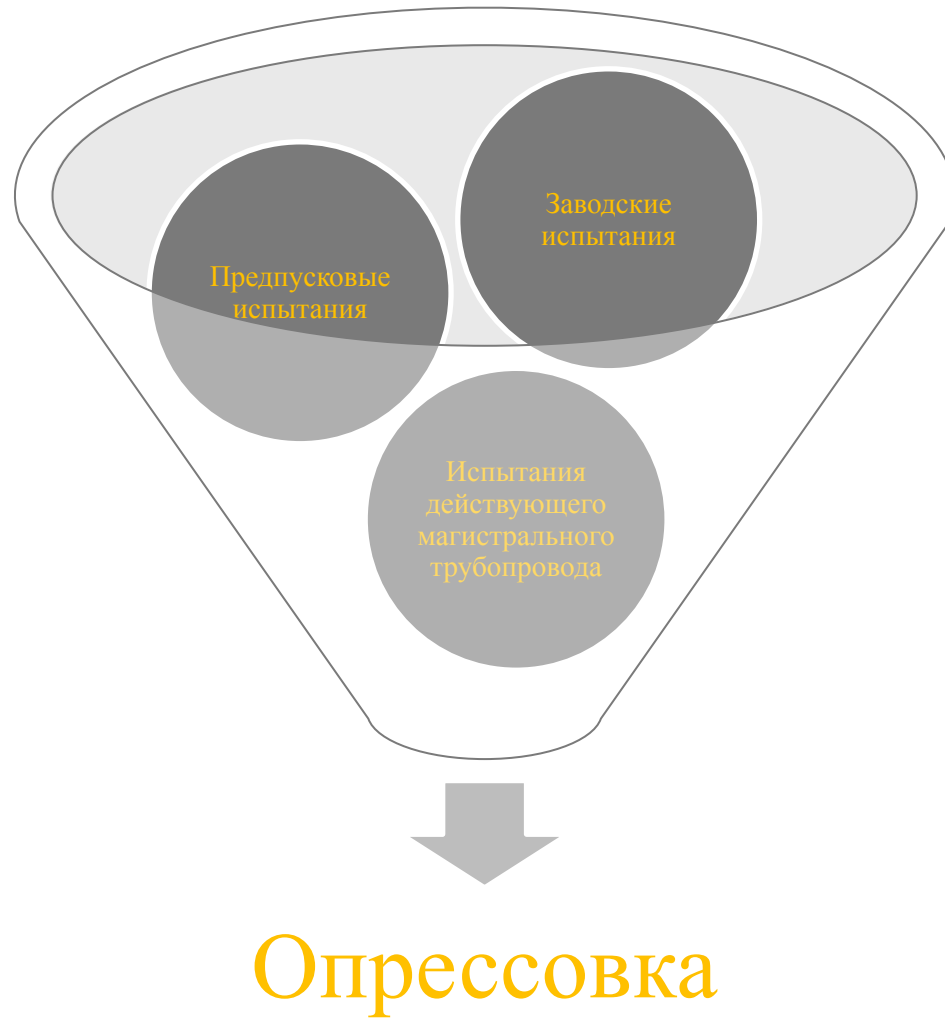 Заводские
испытания
Предпусковые
испытания
Испытания
действующего
магистрального
трубопровода
Опрессовка